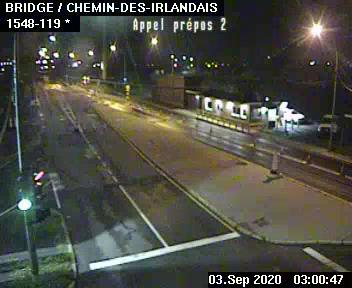 BRIDGE / CHEMIN-DES-IRLANDAIS
1548-119 *
Appel prépos 2
03.Sep 2020 03:00:47